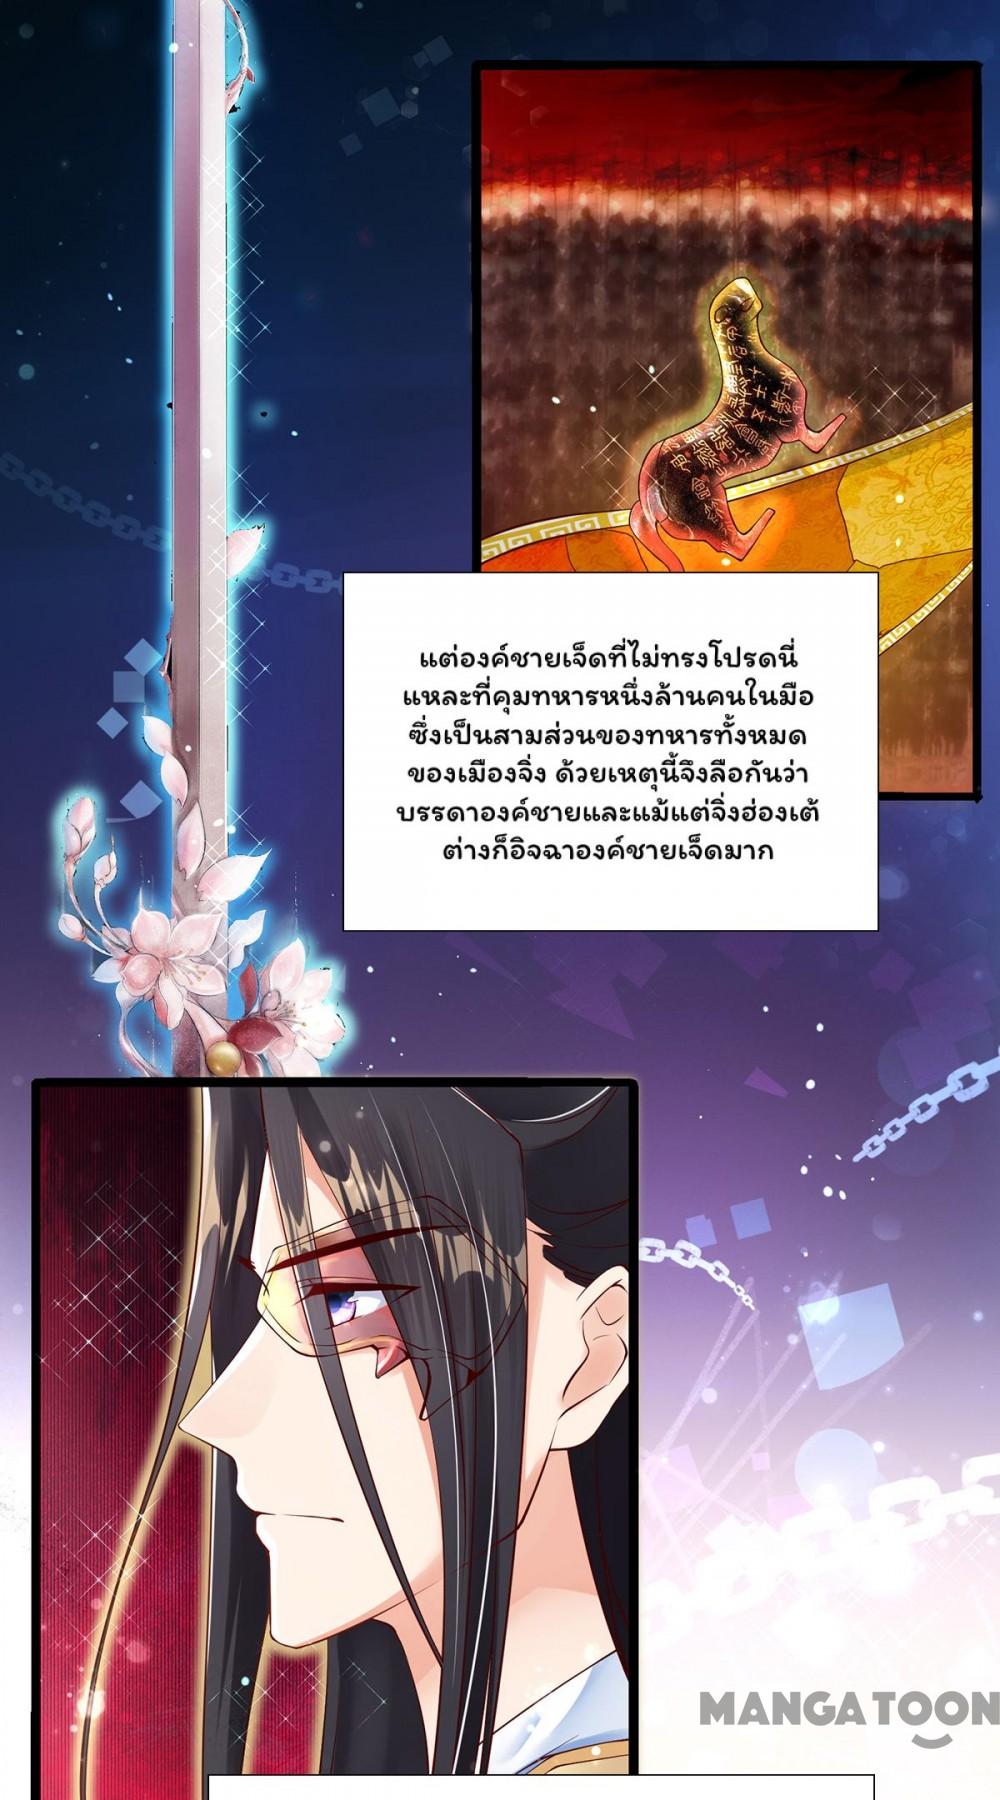 แต่องค์ชายเจ็ดที่ไม่ทรงโปรดนี่
แหละที่คุมทหารหนึ่งล้านคนในมือ
ซึ่งเป็นสามส่วนของทหารทั้งหมด
ของเมืองจิ่ง ด้วยเหตุนี้จึงลือกันว่า
บรรดาองค์ชายและแม้แต่จิ่งฮ่องเต้
ต่างก็อิจฉาองค์ชายเจ็ดมาก
MANGATOON